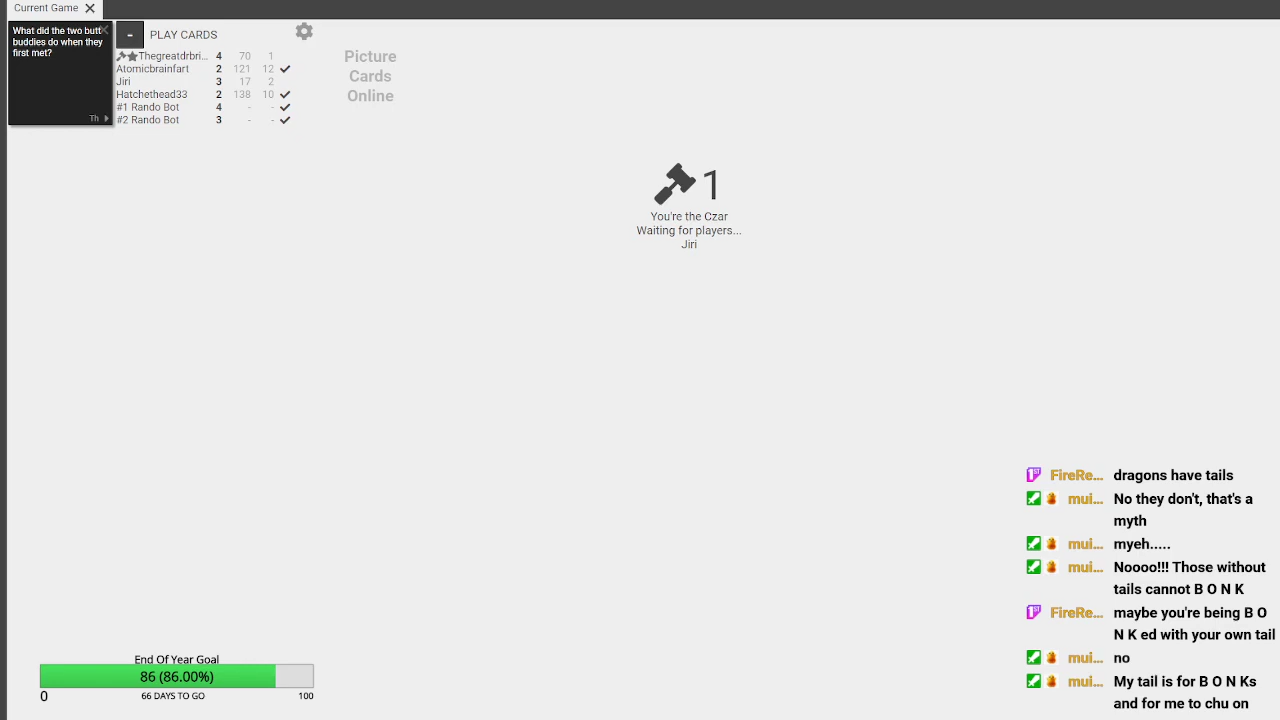 Current Game
What did the two butt
buddies do when they
first met?
Th
- PLAY CARDS
Thegreatdrbri... 4 70 1
Atomicbrainfart 2 121 12
Jiri 3 17 2
Hatchethead33 2 138 10
#1 Rando Bot 4 - -
#2 Rando Bot 3 - -
Picture
Cards
Online
1
You're the Czar
Waiting for players...
Jiri
FireRe... dragons have tails
mui... No they don't, that's a
myth
mui... myeh.....
mui... Noooo!!! Those without
tails cannot B O N K
FireRe... maybe you're being B O
N K ed with your own tail
mui... no
mui... My tail is for B O N Ks
and for me to chu on
End Of Year Goal
86 (86.00%)
0 66 DAYS TO GO 100